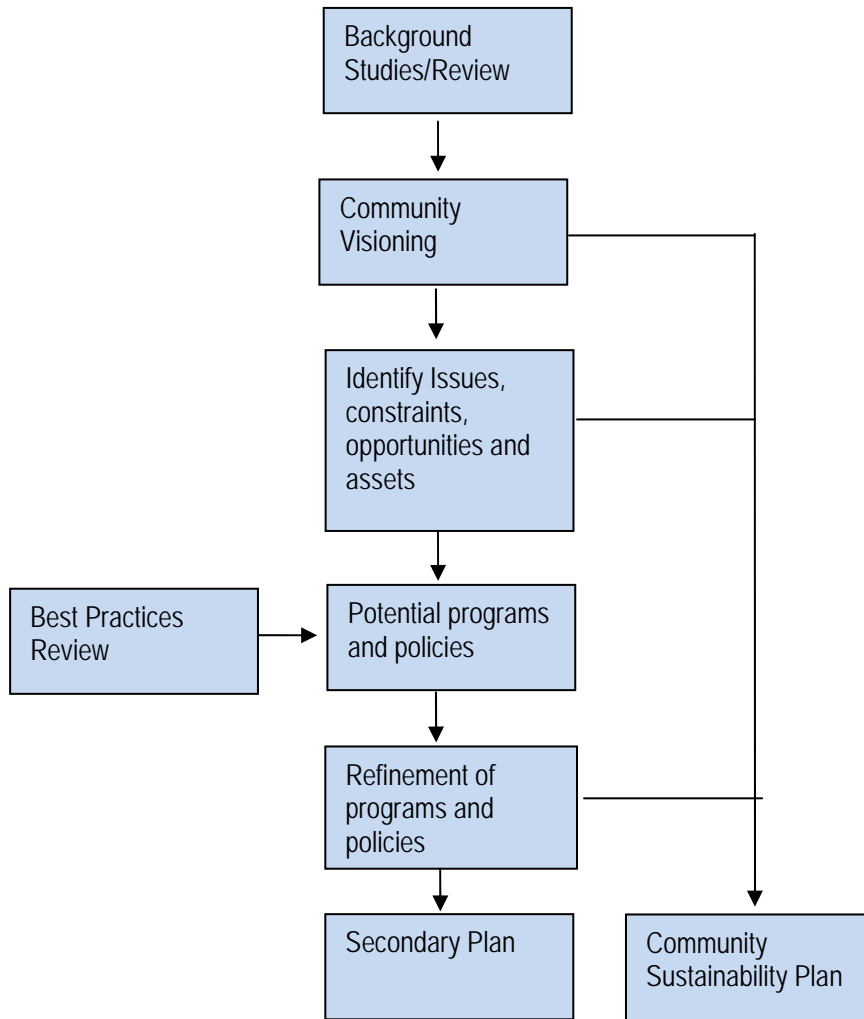 Background
Studies/Review
Community
Visioning
Identify Issues,
constraints,
opportunities and
assets
Best Practices
Review
Potential programs
and policies
Refinement of
programs and
policies
Secondary Plan
Community
Sustainability Plan